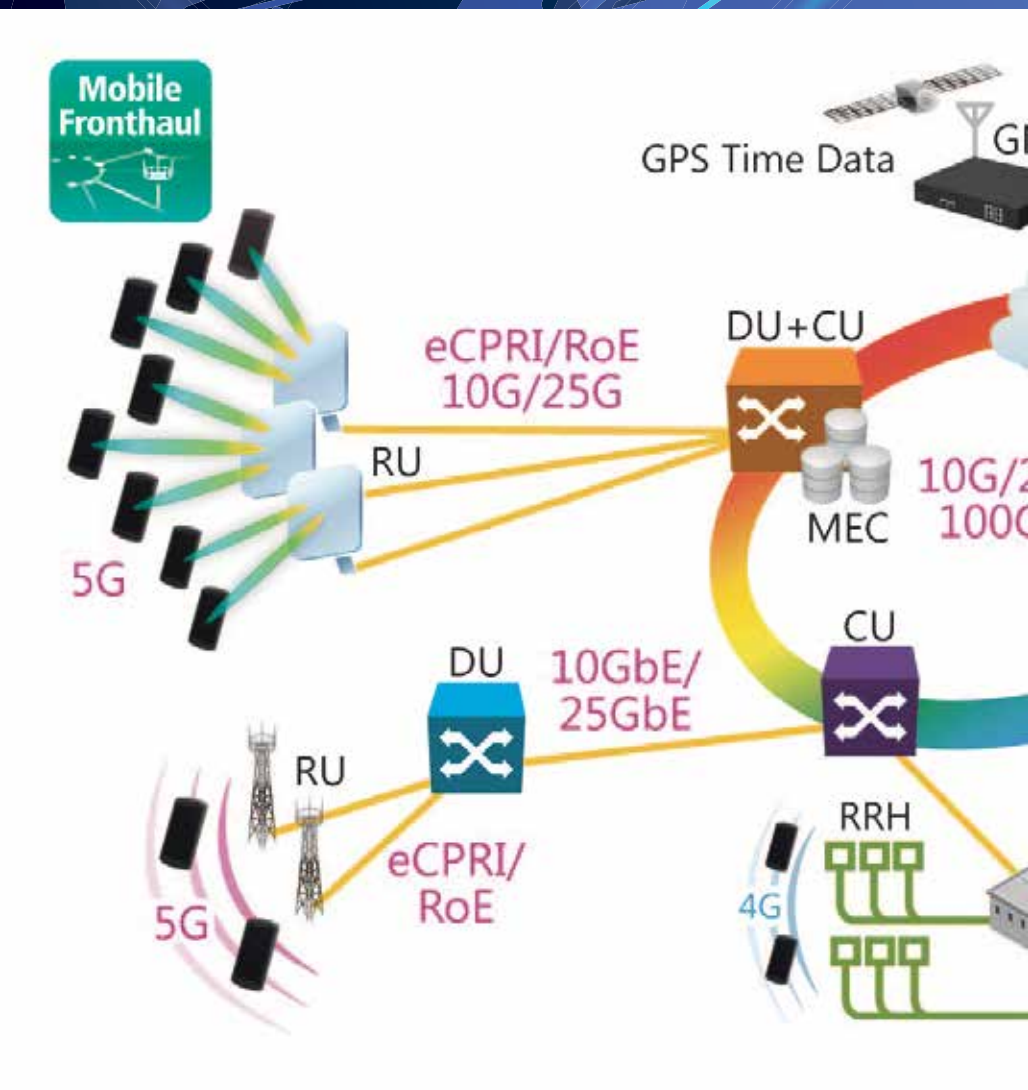 Mobile
Fronthaul
GPS Time Data
DU+CU
eCPRI/RoE
10G/25G
RU
MEC
5G
CU
DU
10GbE/
25GbE
RU
RRH
eCPRI/
RoE
4G
5G